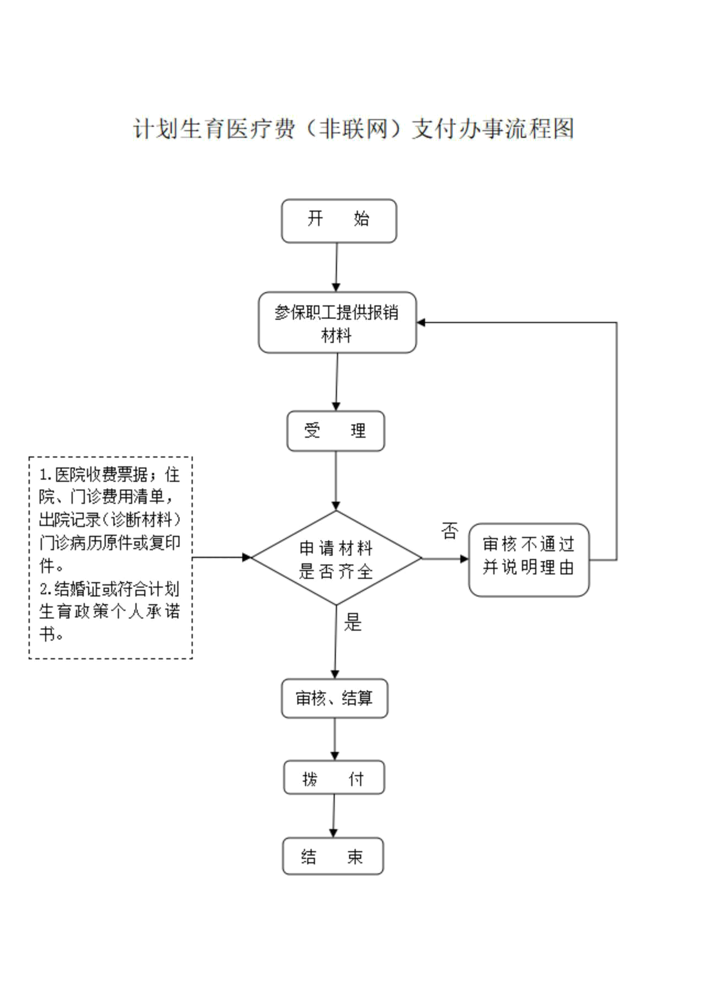 计划生育医疗费（非联网）支付办事流程图
开　　始
参保职工提供报销
材料
受　　理
1.医院收费票据；住
院、门诊费用清单，
出院记录（诊断材料）
门诊病历原件或复印
件。
2.结婚证或符合计划
生育政策个人承诺
书。
申请材料
是否齐全
否
审核不通过
并说明理由
是
审核、结算
拨　　付
结　　束